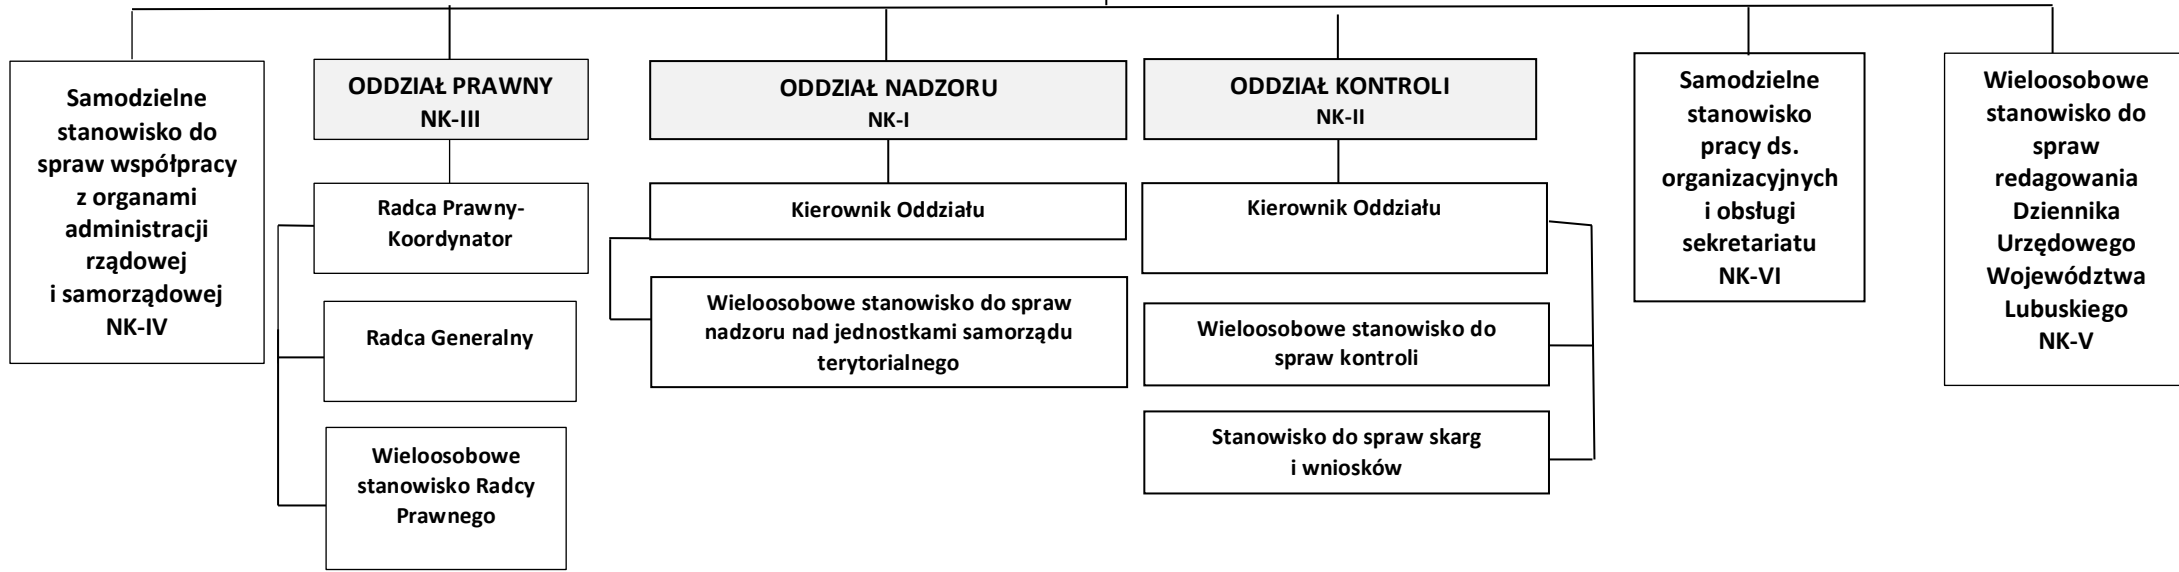 Samodzielne
stanowisko do
spraw współpracy
z organami
administracji
rządowej
i samorządowej
NK-IV
ODDZIAŁ PRAWNY
NK-III
Radca Prawny-
Koordynator
Radca Generalny
Wieloosobowe
stanowisko Radcy
Prawnego
ODDZIAŁ NADZORU
NK-I
Kierownik Oddziału
Wieloosobowe stanowisko do spraw
nadzoru nad jednostkami samorządu
terytorialnego
ODDZIAŁ KONTROLI
NK-II
Kierownik Oddziału
Wieloosobowe stanowisko do
spraw kontroli
Stanowisko do spraw skarg
i wniosków
Samodzielne
stanowisko
pracy ds.
organizacyjnych
i obsługi
sekretariatu
NK-VI
Wieloosobowe
stanowisko do
spraw
redagowania
Dziennika
Urzędowego
Województwa
Lubuskiego
NK-V